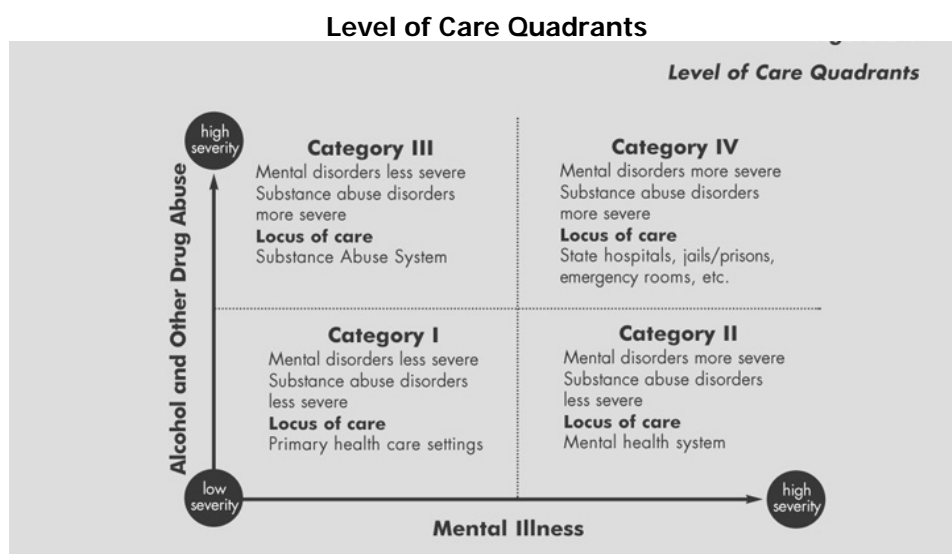 Level of Care Quadrants
Level of Care Quadrants
high
severity
Category III
Mental disorders less severe
Substance abuse disorders
more severe
Locus of care
Substance Abuse System
Category IV
Mental disorders more severe
Substance abuse disorders
more severe
Locus of care
State hospitals, jails/prisons,
emergency rooms, etc.
Alcohol and Other Drug Abuse
Category I
Mental disorders less severe
Substance abuse disorders
less severe
Locus of care
Primary health care settings
Category II
Mental disorders more severe
Substance abuse disorders
less severe
Locus of care
Mental health system
low
severity
high
severity
Mental Illness